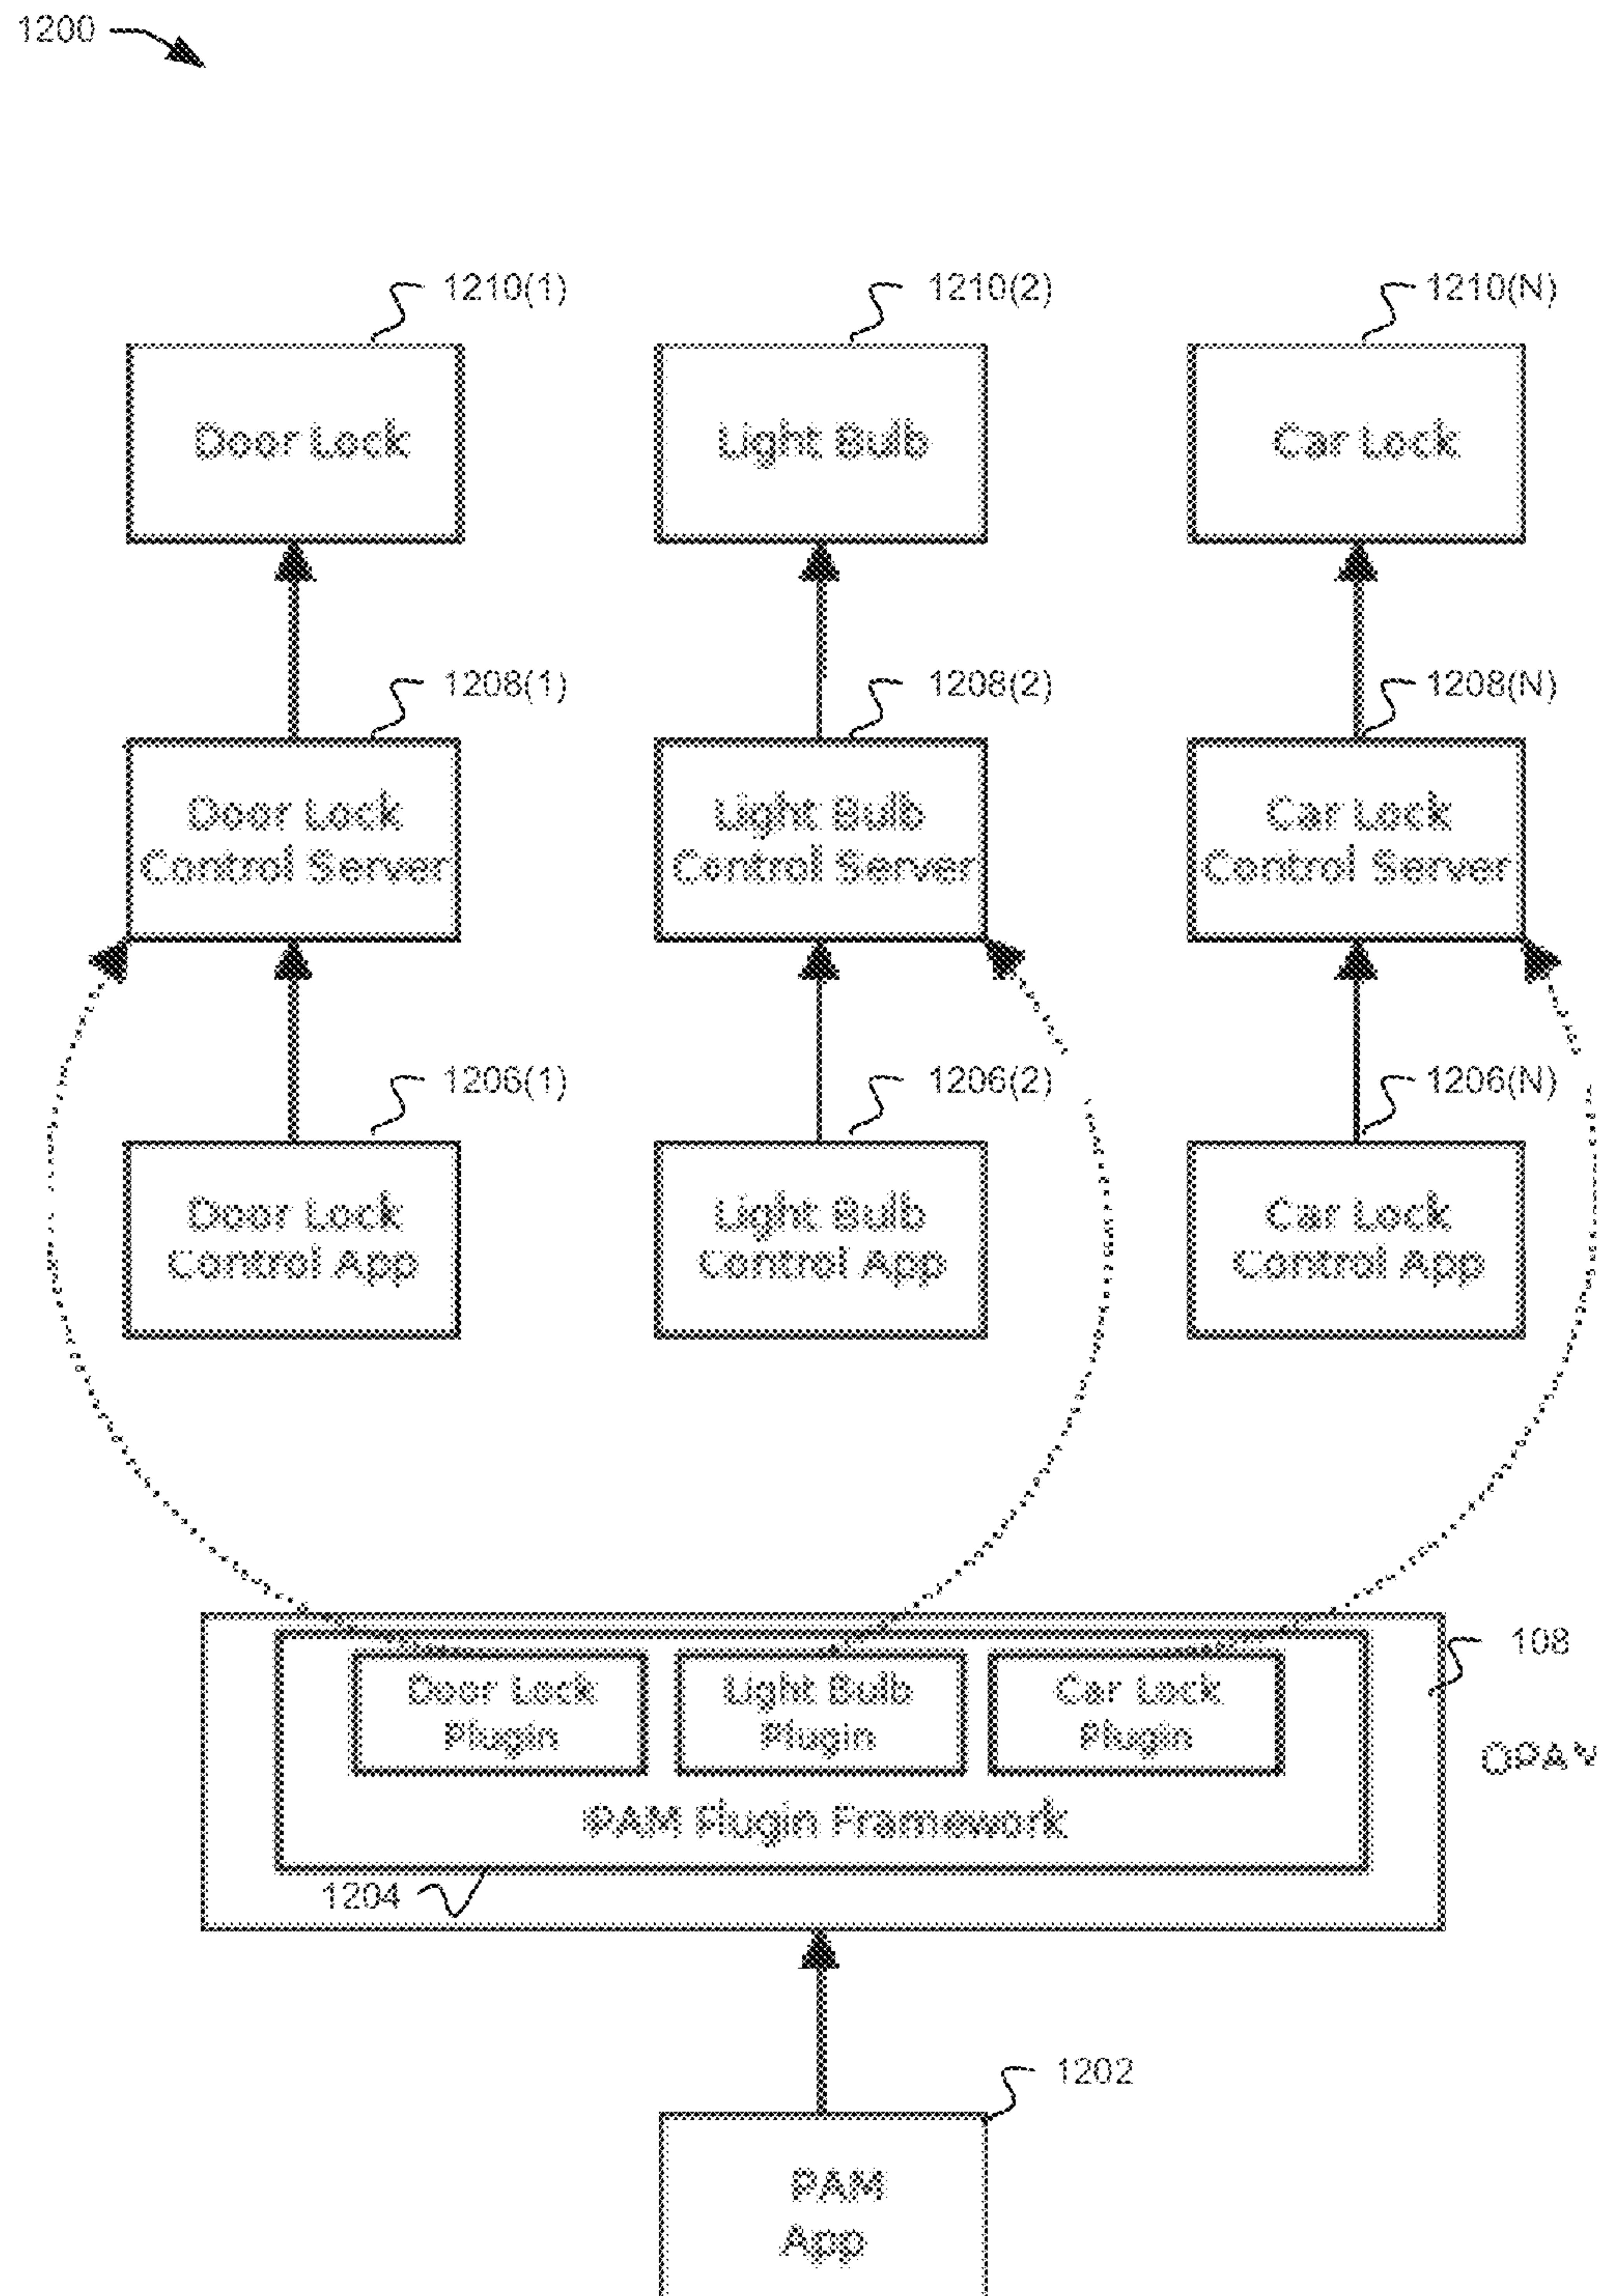 1200
1210(1)
1210(2)
1210(N)
Door Lock
Light Bulb
Car Lock
1208(1)
1208(2)
1208(N)
Door Lock
Control Server
Light Bulb
Control Server
Car Lock
Control Server
1206(1)
1206(2)
1206(N)
Door Lock
Control App
Light Bulb
Control App
Car Lock
Control App
108
Door Lock
Plugin
Light Bulb
Plugin
Car Lock
Plugin
PAM Plugin Framework
1204
1202
PAM
App